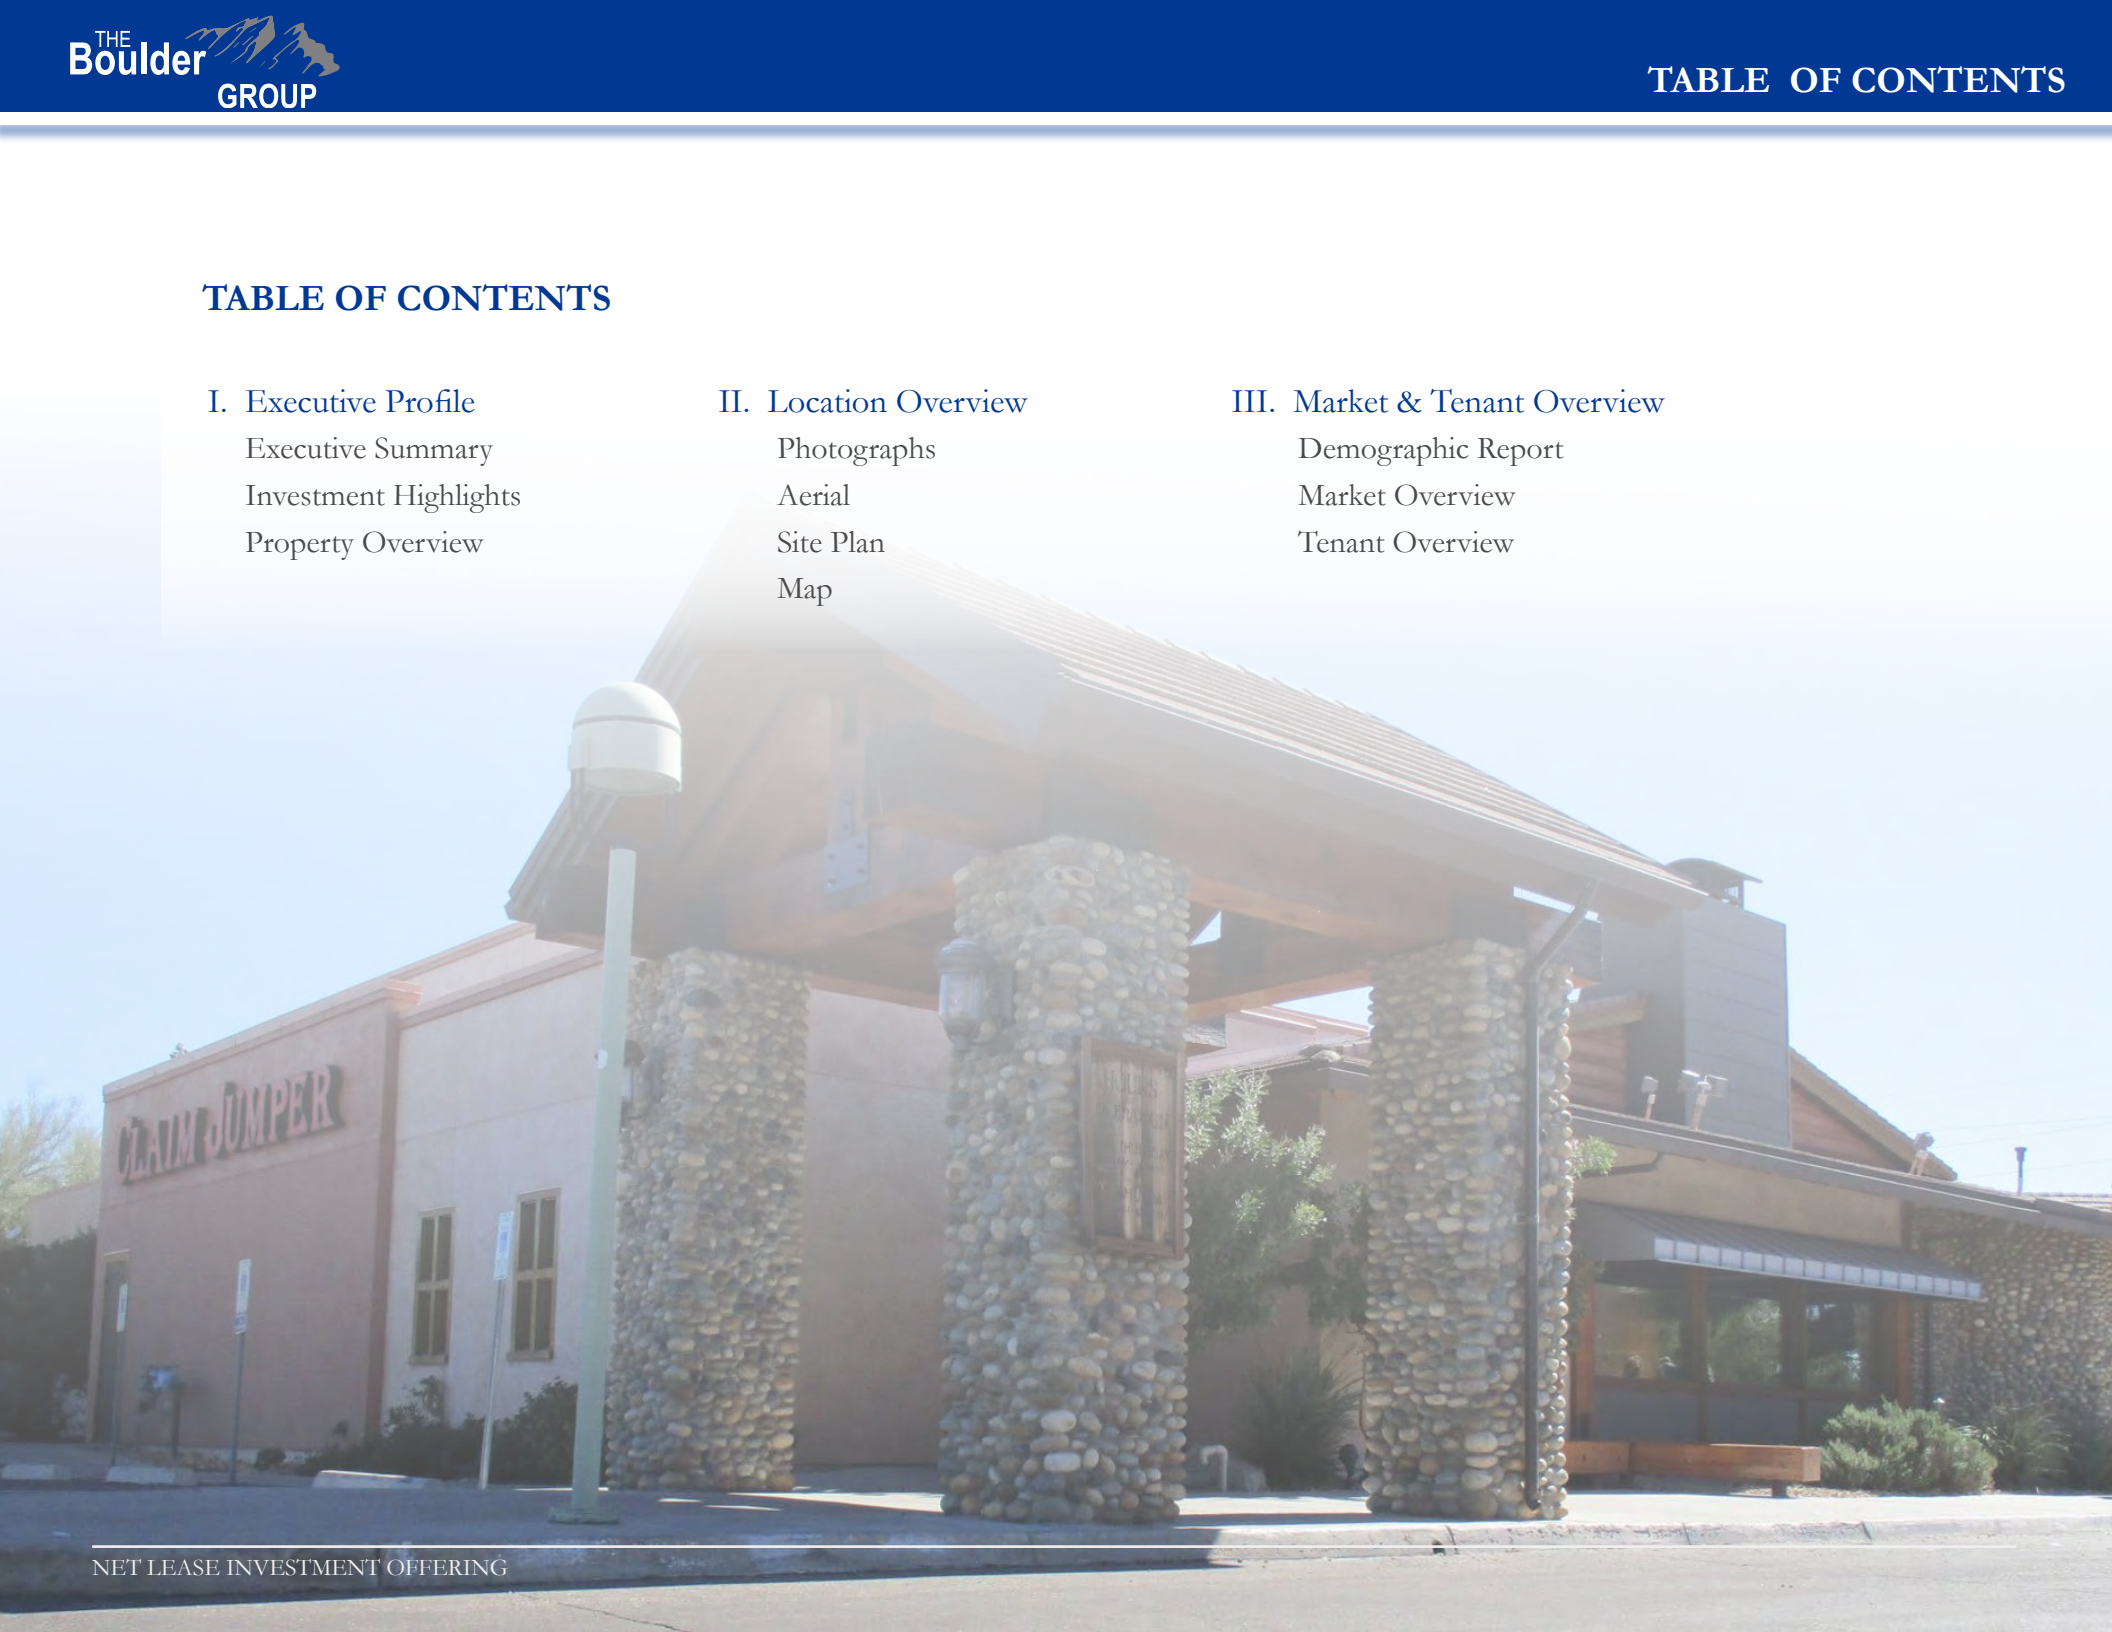 THE
Boulder
GROUP
TABLE OF CONTENTS
TABLE OF CONTENTS
I. Executive Profile
Executive Summary
Investment Highlights
Property Overview
II. Location Overview
Photographs
Aerial
Site Plan
Map
III. Market & Tenant Overview
Demographic Report
Market Overview
Tenant Overview
CLAIM JUMPER
NET LEASE INVESTMENT OFFERING